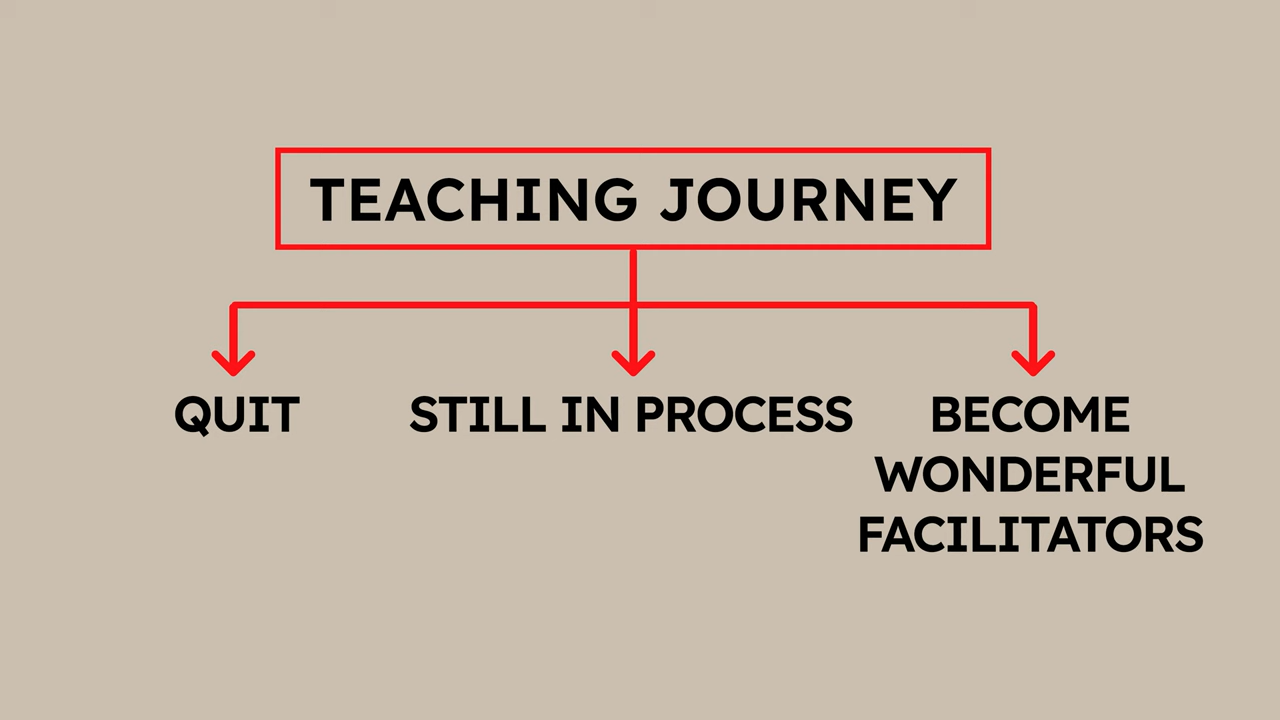 TEACHING JOURNEY
QUIT
STILL IN PROCESS
BECOME
WONDERFUL
FACILITATORS